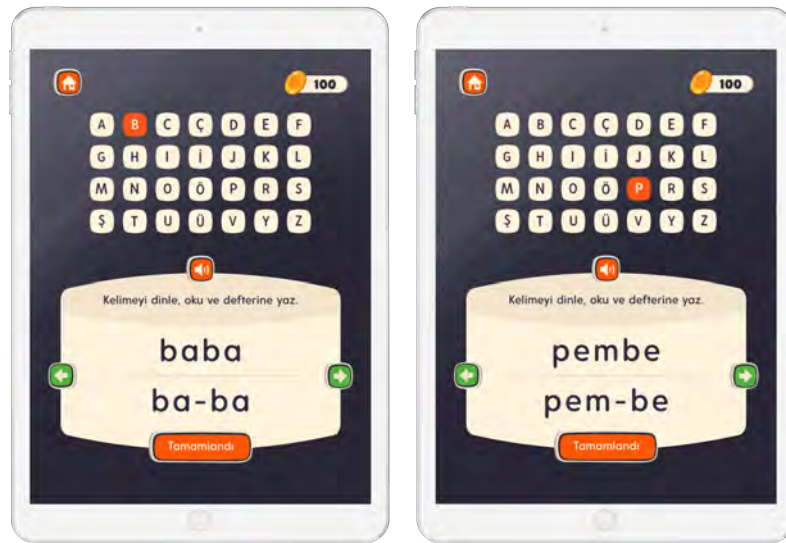 100
A B C Ç D E F
G H I İ J K L
M N O Ö P R S
Ş T U Ü V Y Z
Kelimeyi dinle, oku ve defterine yaz.
baba
ba-ba
Tamamlandı
100
A B C Ç D E F
G H I İ J K L
M N O Ö P R S
Ş T U Ü V Y Z
Kelimeyi dinle, oku ve defterine yaz.
pembe
pem-be
Tamamlandı